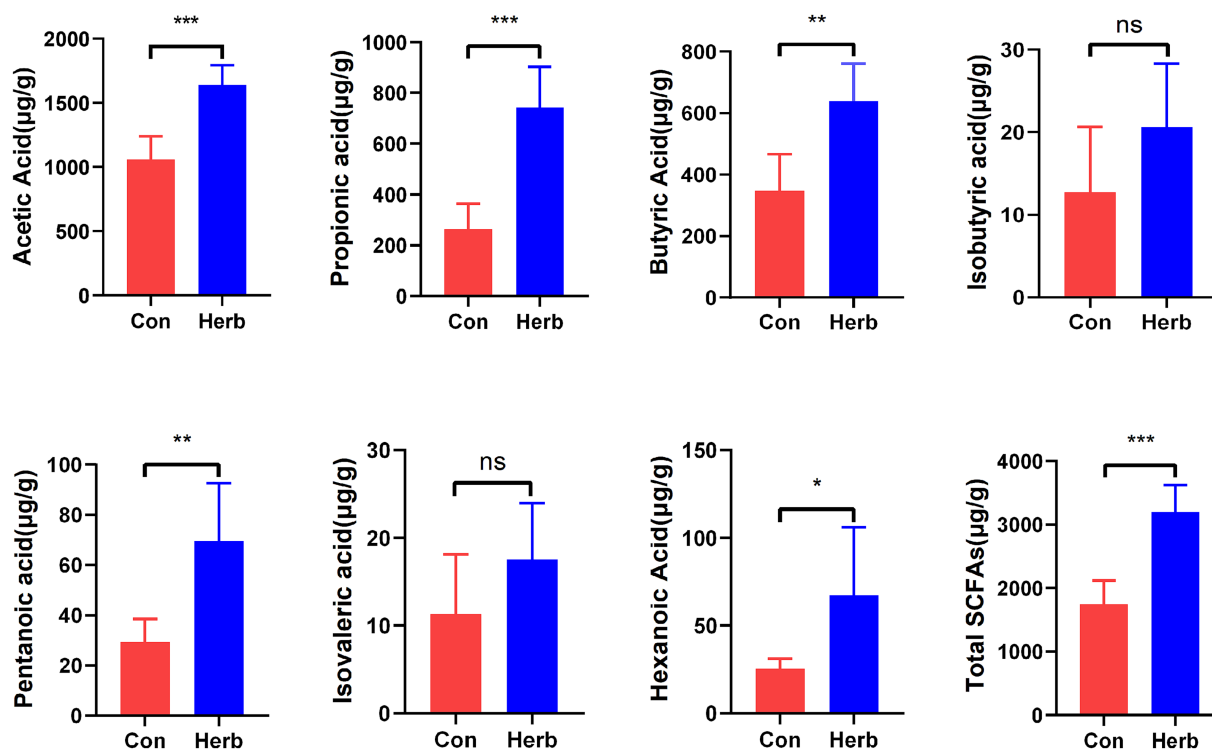 ***
Acetic Acid(μg/g)
2000
1500
1000
500
0
Con Herb
***
Propionic acid(μg/g)
1000
800
600
400
200
0
Con Herb
**
Butyric Acid(μg/g)
800
600
400
200
0
Con Herb
ns
Isobutyric acid(μg/g)
30
20
10
0
Con Herb
**
Pentanoic acid(μg/g)
100
80
60
40
20
0
Con Herb
ns
Isovaleric acid(μg/g)
30
20
10
0
Con Herb
*
Hexanoic Acid(μg/g)
150
100
50
0
Con Herb
***
Total SCFAs(μg/g)
4000
3000
2000
1000
0
Con Herb